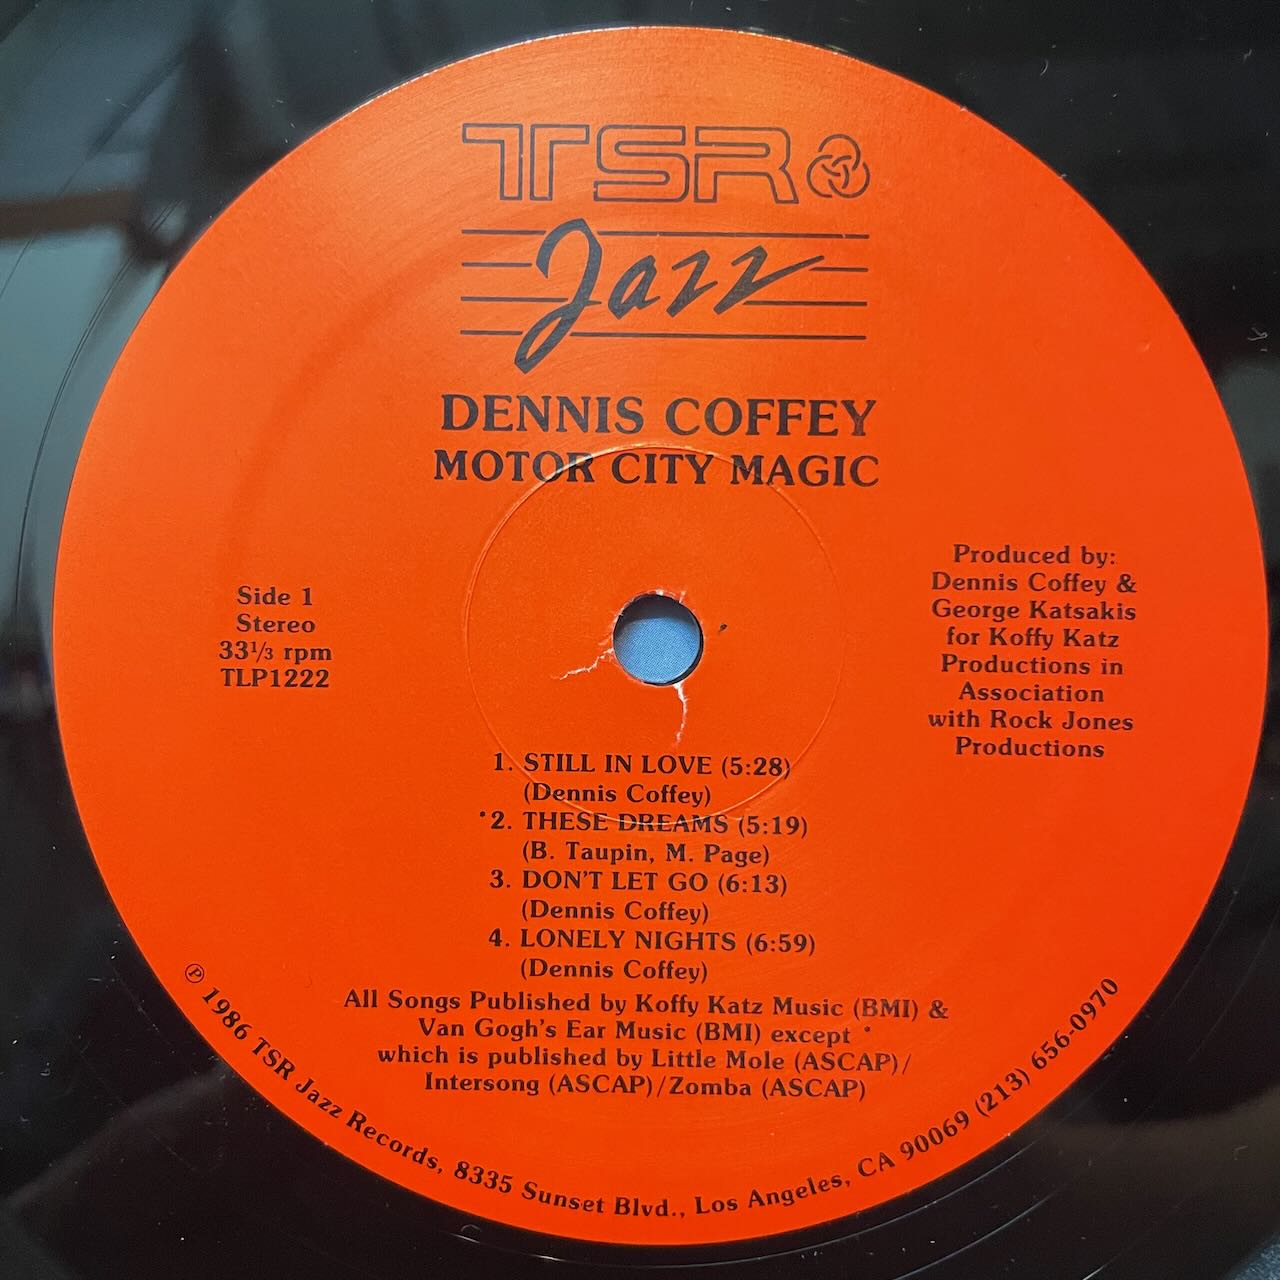 TSR
Jazz
DENNIS COFFEY
MOTOR CITY MAGIC
Side 1
Stereo
33⅓ rpm
TLP1222
Produced by:
Dennis Coffey &
George Katsakis
for Koffy Katz
Productions in
Association
with Rock Jones
Productions
1. STILL IN LOVE (5:28)
(Dennis Coffey)
*2. THESE DREAMS (5:19)
(B. Taupin, M. Page)
3. DON'T LET GO (6:13)
(Dennis Coffey)
4. LONELY NIGHTS (6:59)
(Dennis Coffey)
All Songs Published by Koffy Katz Music (BMI) &
Van Gogh's Ear Music (BMI) except *
which is published by Little Mole (ASCAP)/
Intersong (ASCAP)/Zomba (ASCAP)
℗ 1986 TSR Jazz Records, 8335 Sunset Blvd., Los Angeles, CA 90069 (213) 656-0970